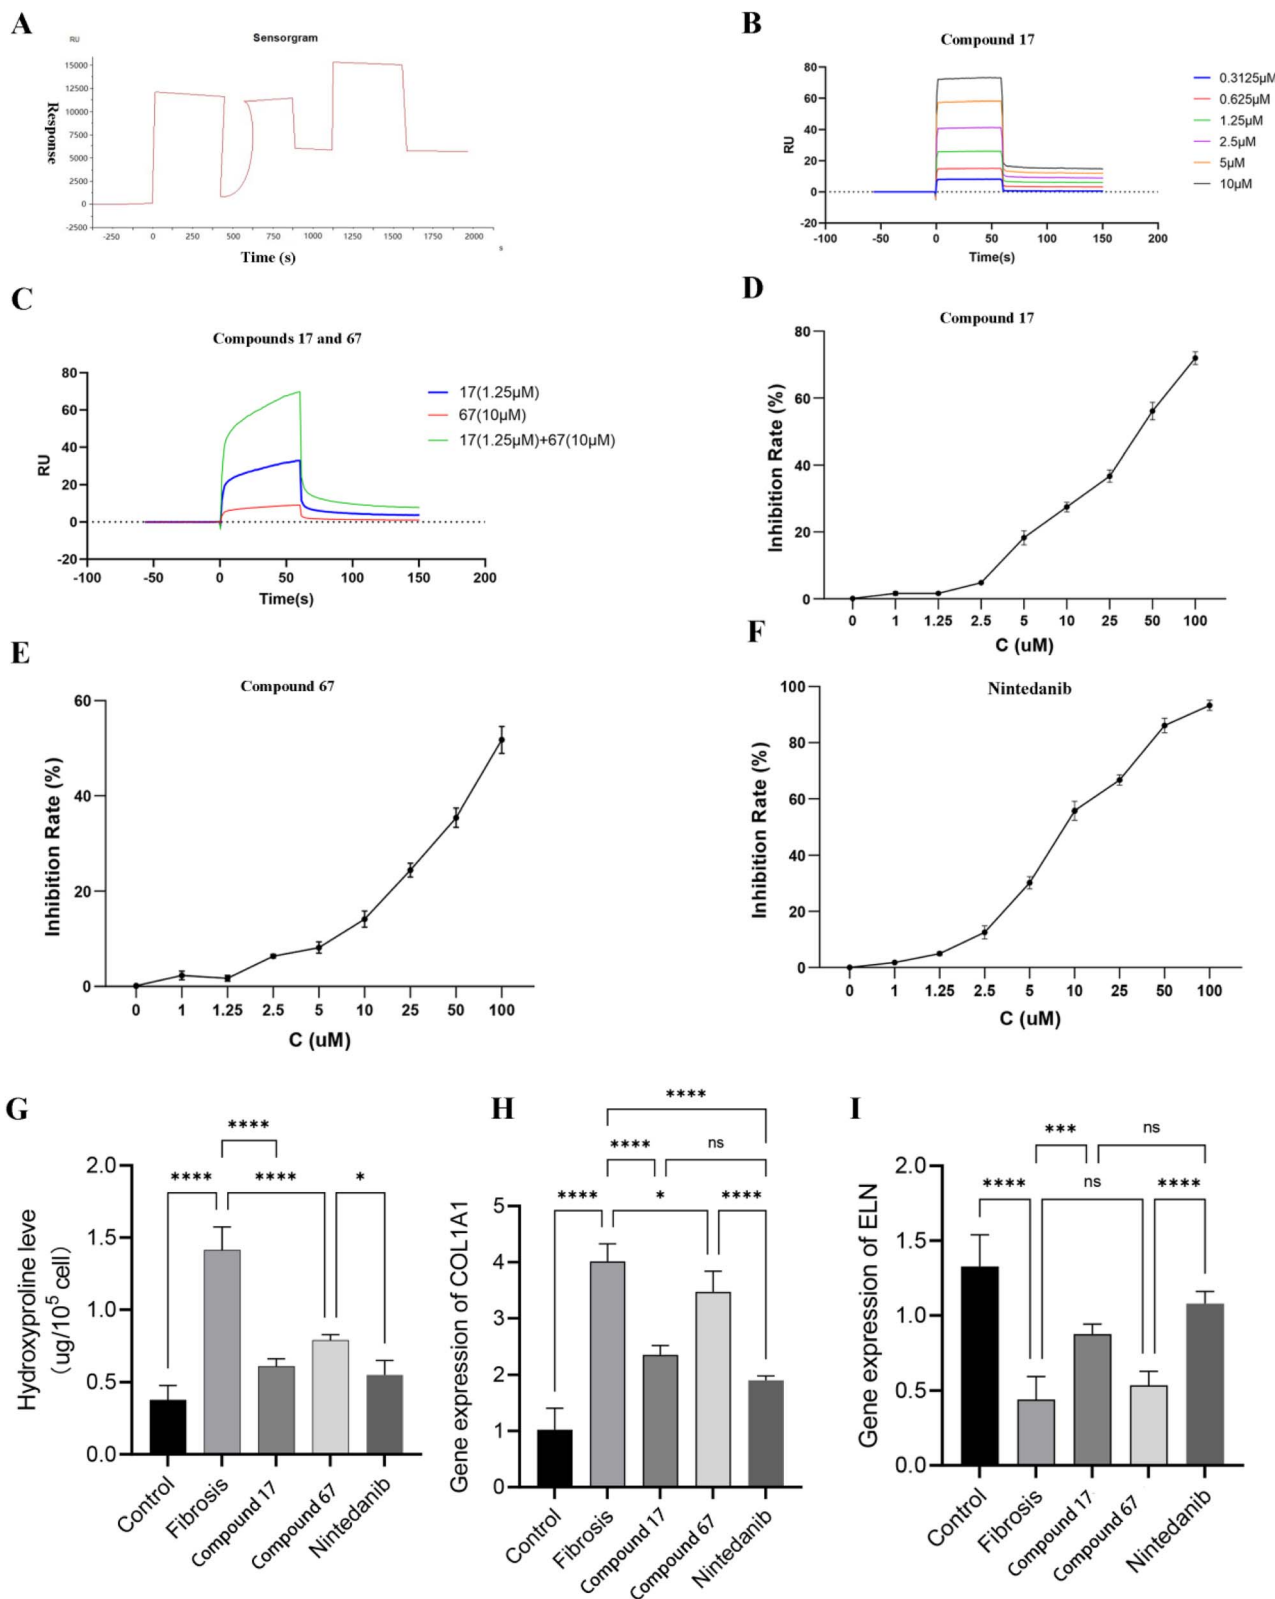 A
RU
Sensorgram
Response
15000
12500
10000
7500
5000
2500
0
-2500
-250 0 250 500 750 1000 1250 1500 1750 2000
s
Time (s)
B
Compound 17
RU
80
60
40
20
0
-20
-100 -50 0 50 100 150 200
Time(s)
0.3125µM
0.625µM
1.25µM
2.5µM
5µM
10µM
C
Compounds 17 and 67
RU
80
60
40
20
0
-20
-100 -50 0 50 100 150 200
Time(s)
17(1.25µM)
67(10µM)
17(1.25µM)+67(10µM)
D
Compound 17
Inhibition Rate (%)
80
60
40
20
0
0 1 1.25 2.5 5 10 25 50 100
C (uM)
E
Compound 67
Inhibition Rate (%)
60
40
20
0
0 1 1.25 2.5 5 10 25 50 100
C (uM)
F
Nintedanib
Inhibition Rate (%)
100
80
60
40
20
0
0 1 1.25 2.5 5 10 25 50 100
C (uM)
G
Hydroxyproline leve
(ug/10⁵ cell)
****
**** **** *
2.0
1.5
1.0
0.5
0.0
Control
Fibrosis
Compound 17
Compound 67
Nintedanib
H
Gene expression of COL1A1
****
**** ns
**** * ****
5
4
3
2
1
0
Control
Fibrosis
Compound 17
Compound 67
Nintedanib
I
Gene expression of ELN
*** ns
**** ns ****
2.0
1.5
1.0
0.5
0.0
Control
Fibrosis
Compound 17
Compound 67
Nintedanib